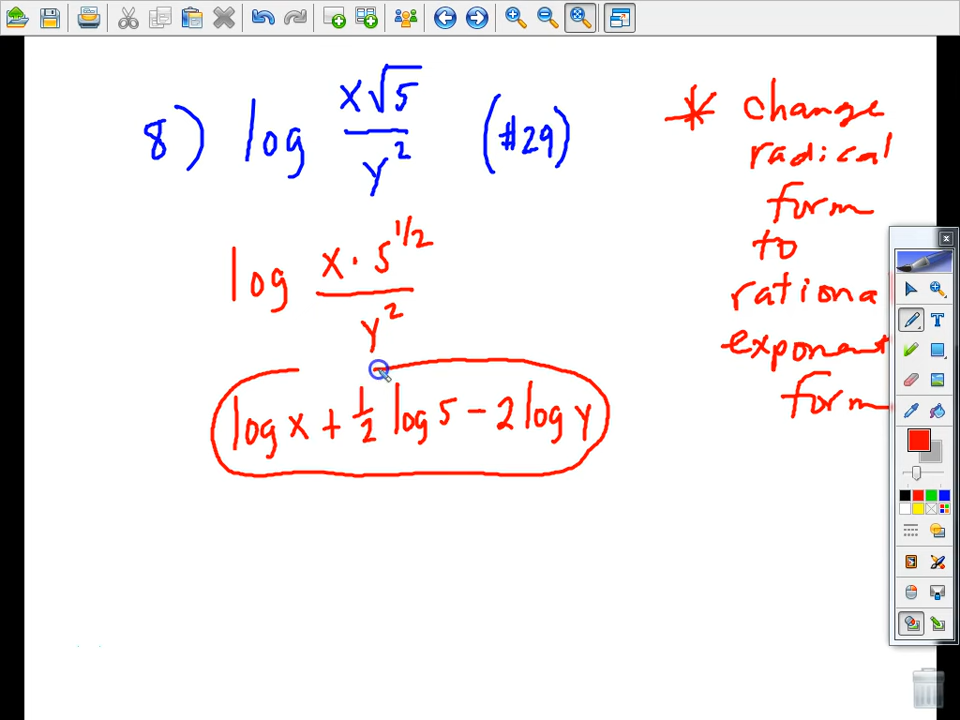 8) log x√5/y² (#29)
log x · 5^1/2 / y²
log x + 1/2 log 5 − 2 log y
* change
radical
form
to
rationa
exponent
form
T